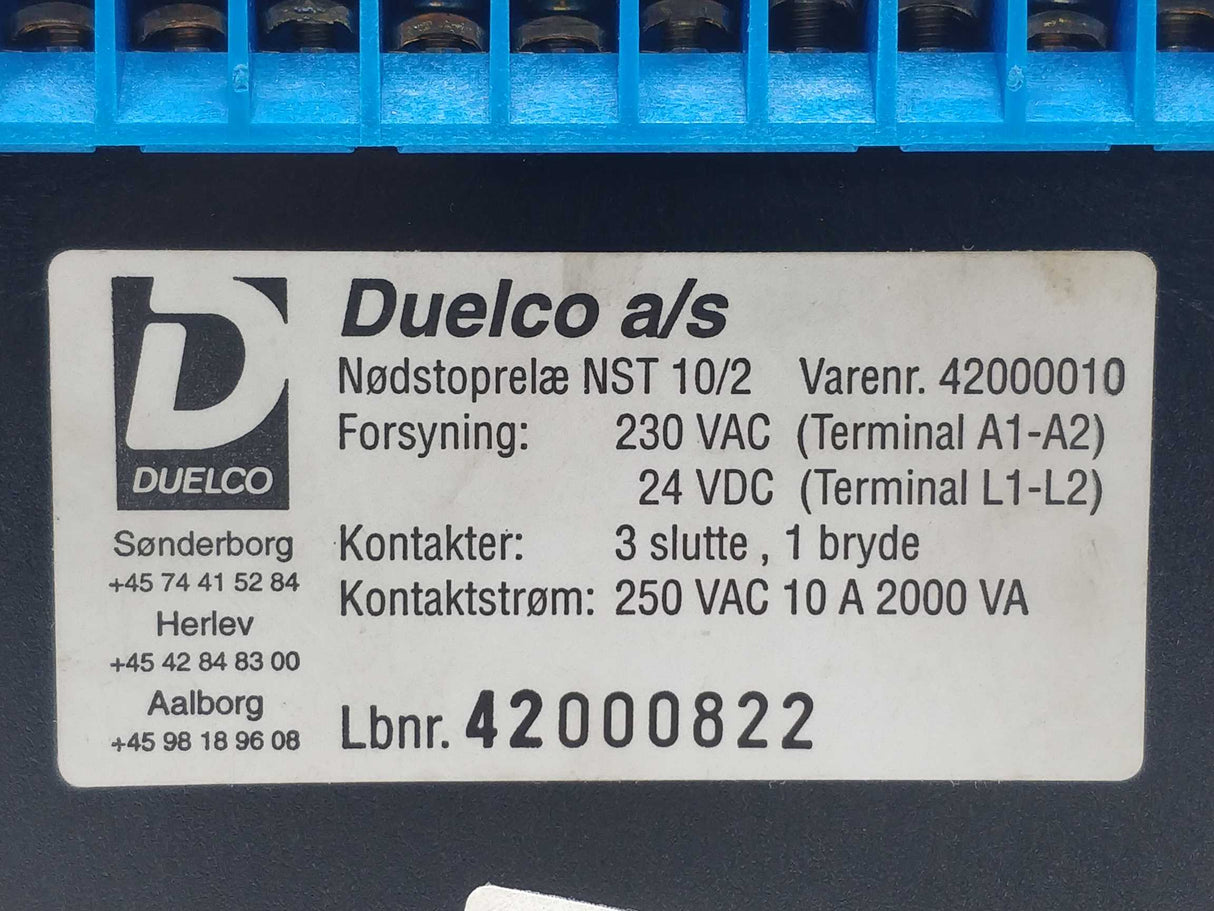 DUELCO
Sønderborg
+45 74 41 52 84
Herlev
+45 42 84 83 00
Aalborg
+45 98 18 96 08
Duelco a/s
Nødstoprelæ NST 10/2 Varenr. 42000010
Forsyning: 230 VAC (Terminal A1-A2)
24 VDC (Terminal L1-L2)
Kontakter: 3 slutte , 1 bryde
Kontaktstrøm: 250 VAC 10 A 2000 VA
Lbnr. 42000822